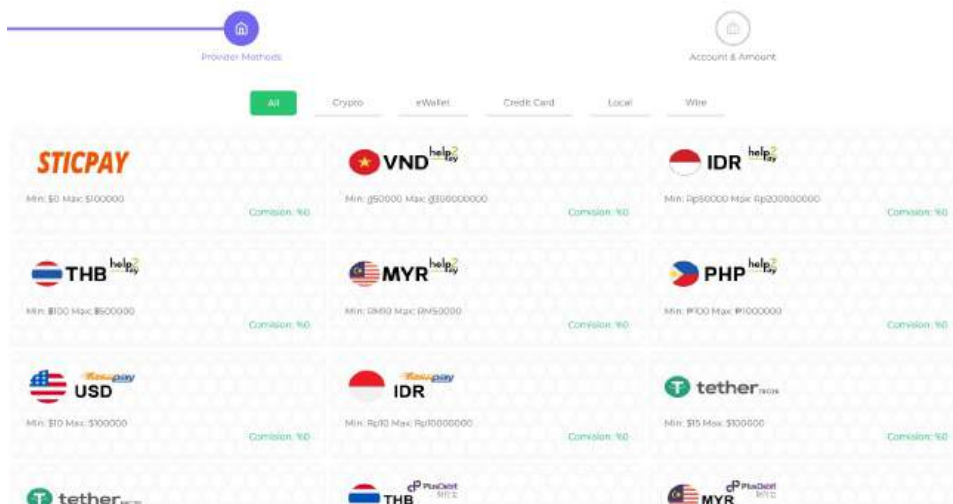 Provider Methods
Account & Amount
All
Crypto
eWallet
Credit Card
Local
Wire
STICPAY
VND help2pay
IDR help2pay
Min: $0 Max: $100000
Min: ₫50000 Max: ₫300000000
Min: Rp50000 Max: Rp200000000
Comision: %0
Comision: %0
Comision: %0
THB help2pay
MYR help2pay
PHP help2pay
Min: ฿100 Max: ฿500000
Min: RM10 Max: RM50000
Min: ₱100 Max: ₱1000000
Comision: %0
Comision: %0
Comision: %0
USD
IDR
tether
Min: $10 Max: $100000
Min: Rp10 Max: Rp10000000
Min: $15 Max: $100000
Comision: %0
Comision: %0
Comision: %0
tether
THB PlusDebit
MYR PlusDebit